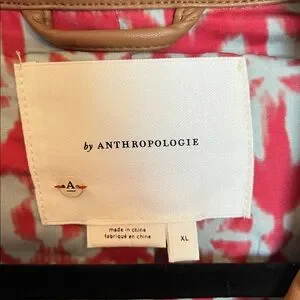 by ANTHROPOLOGIE
A
made in china
fabriqué en chine
XL